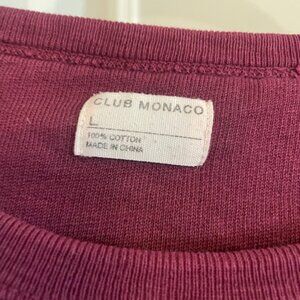 CLUB MONACO
L
100% COTTON
MADE IN CHINA